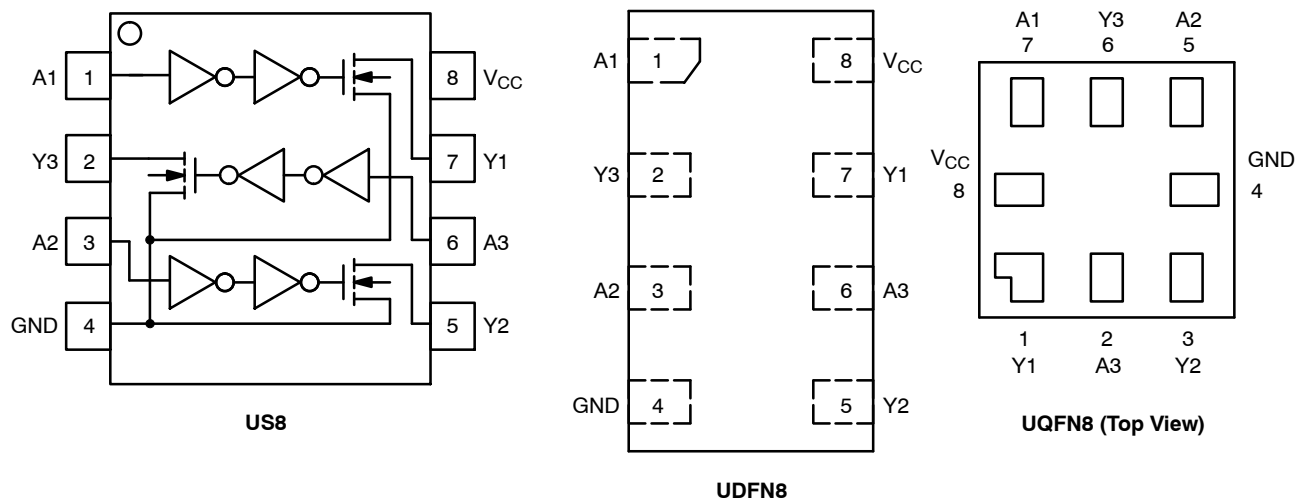 A1 1
8 VCC
Y3 2
7 Y1
A2 3
6 A3
GND 4
5 Y2
US8
A1 1
8 VCC
Y3 2
7 Y1
A2 3
6 A3
GND 4
5 Y2
UDFN8
A1 Y3 A2
7 6 5
VCC
8
GND
4
1 2 3
Y1 A3 Y2
UQFN8 (Top View)